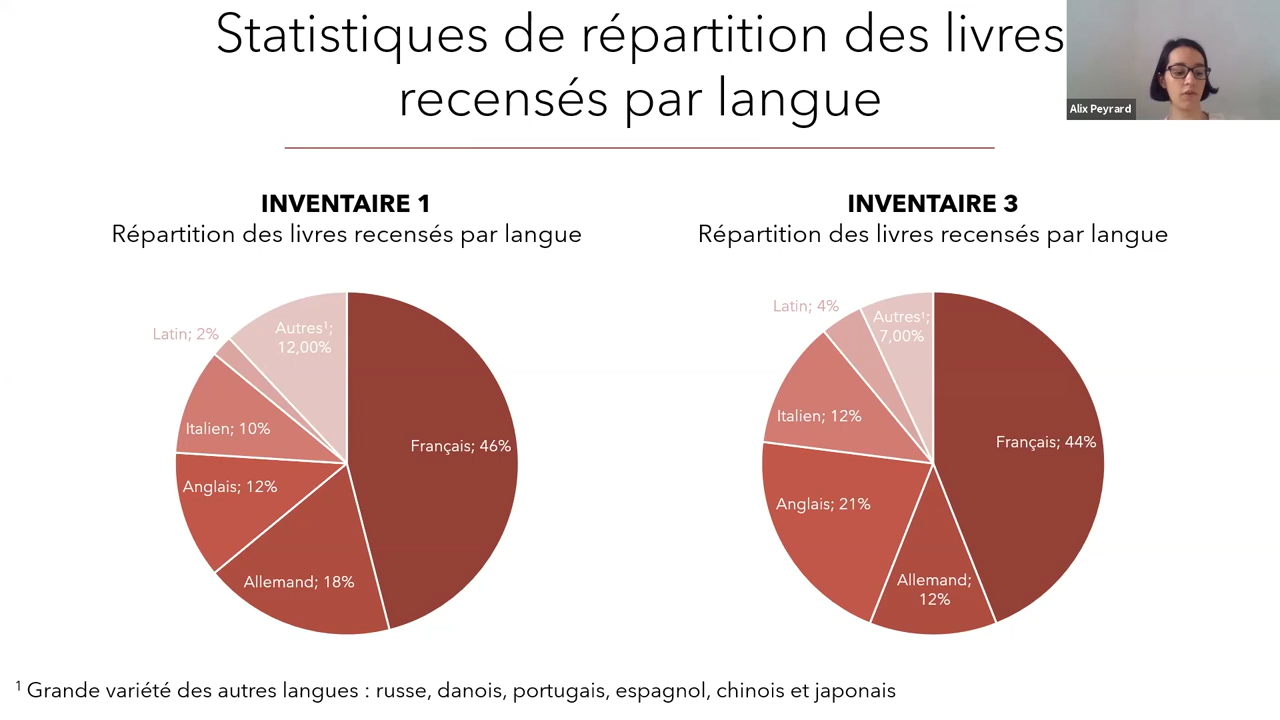 Statistiques de répartition des livres
recensés par langue
Alix Peyrard
INVENTAIRE 1
Répartition des livres recensés par langue
Latin; 2%
Autres¹;
12,00%
Italien; 10%
Français; 46%
Anglais; 12%
Allemand; 18%
INVENTAIRE 3
Répartition des livres recensés par langue
Latin; 4%
Autres¹;
7,00%
Italien; 12%
Français; 44%
Anglais; 21%
Allemand;
12%
¹ Grande variété des autres langues : russe, danois, portugais, espagnol, chinois et japonais